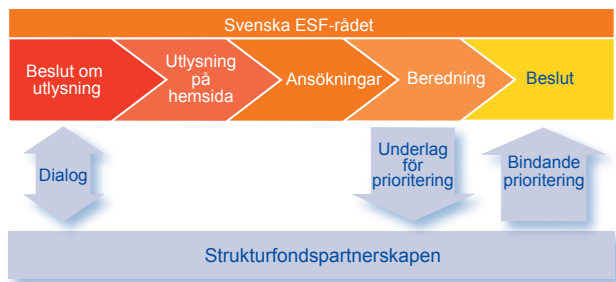 Svenska ESF-rådet
Beslut om
utlysning
Utlysning
på
hemsida
Ansökningar
Beredning
Beslut
Dialog
Underlag
för
prioritering
Bindande
prioritering
Strukturfondspartnerskapen